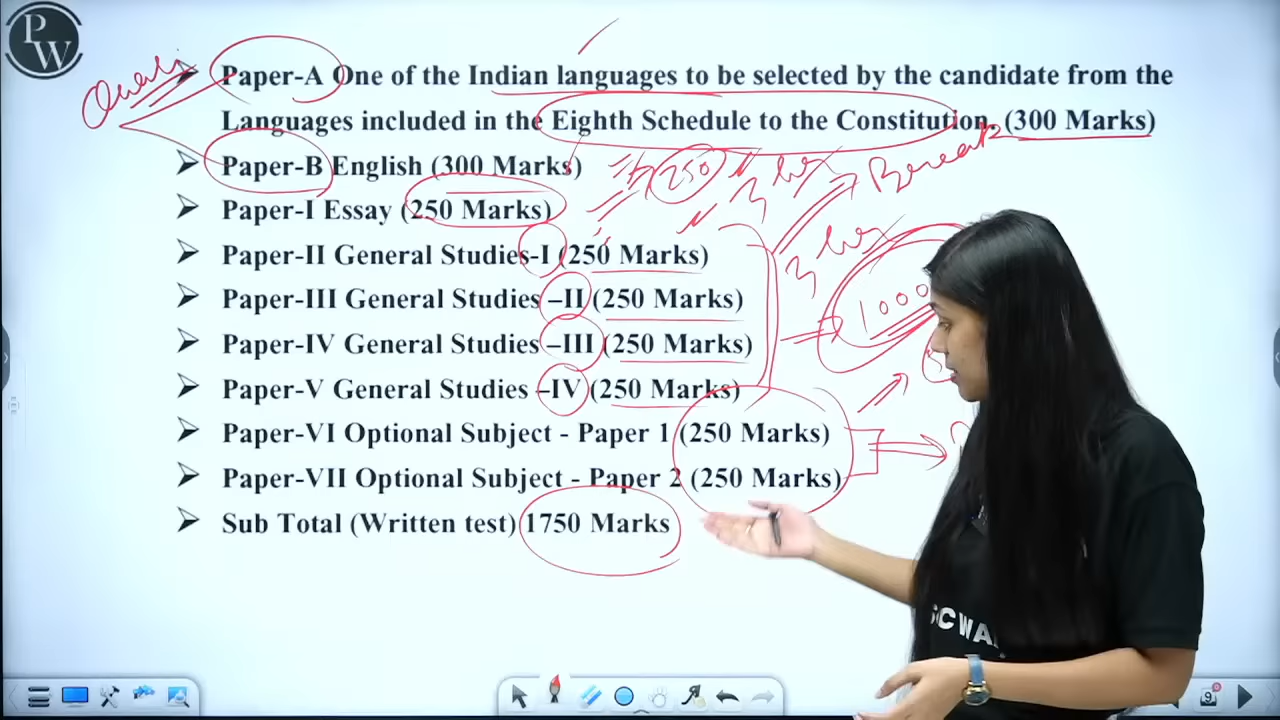 PW
Quali
Paper-A One of the Indian languages to be selected by the candidate from the
Languages included in the Eighth Schedule to the Constitution. (300 Marks)
Paper-B English (300 Marks)
250
3 hrs
Break
Paper-I Essay (250 Marks)
Paper-II General Studies-I (250 Marks)
3 hrs
Paper-III General Studies –II (250 Marks)
1000
Paper-IV General Studies –III (250 Marks)
Paper-V General Studies –IV (250 Marks)
Paper-VI Optional Subject - Paper 1 (250 Marks)
Paper-VII Optional Subject - Paper 2 (250 Marks)
Sub Total (Written test) 1750 Marks